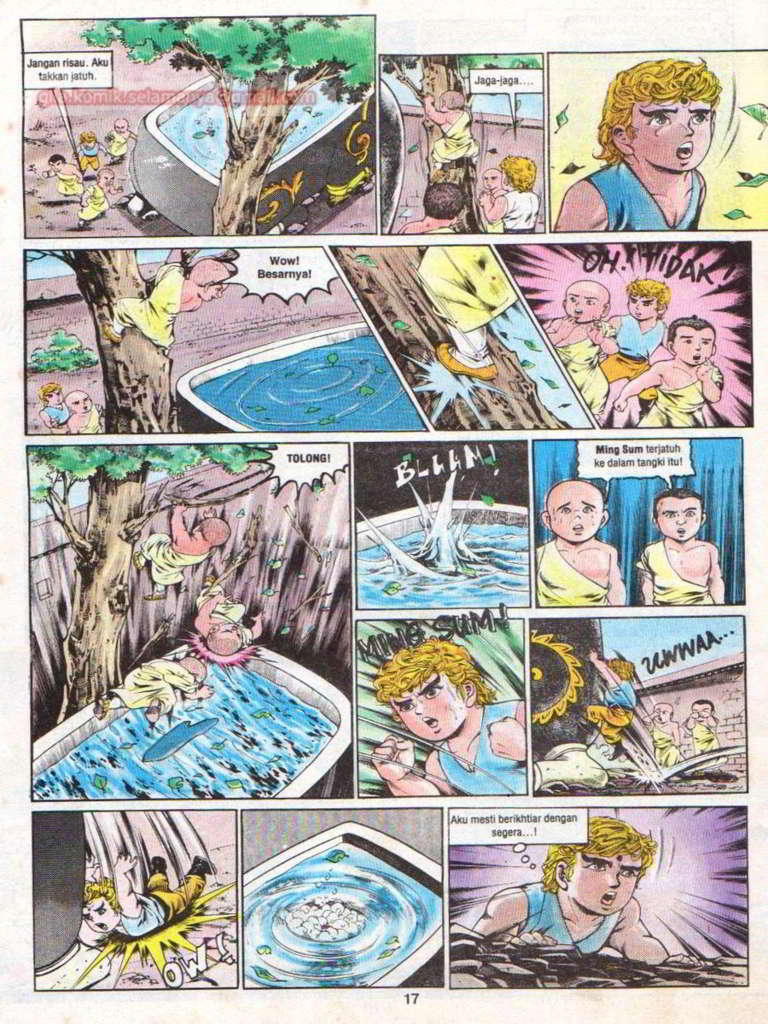 Jangan risau. Aku
takkan jatuh.
Jaga-jaga....
Wow!
Besarnya!
OH..! TIDAK!
TOLONG!
BLUUM!
Ming Sum terjatuh
ke dalam tangki itu!
MING SUM..!
UWWAA...
OW..!
Aku mesti berikhtiar dengan
segera...!
17